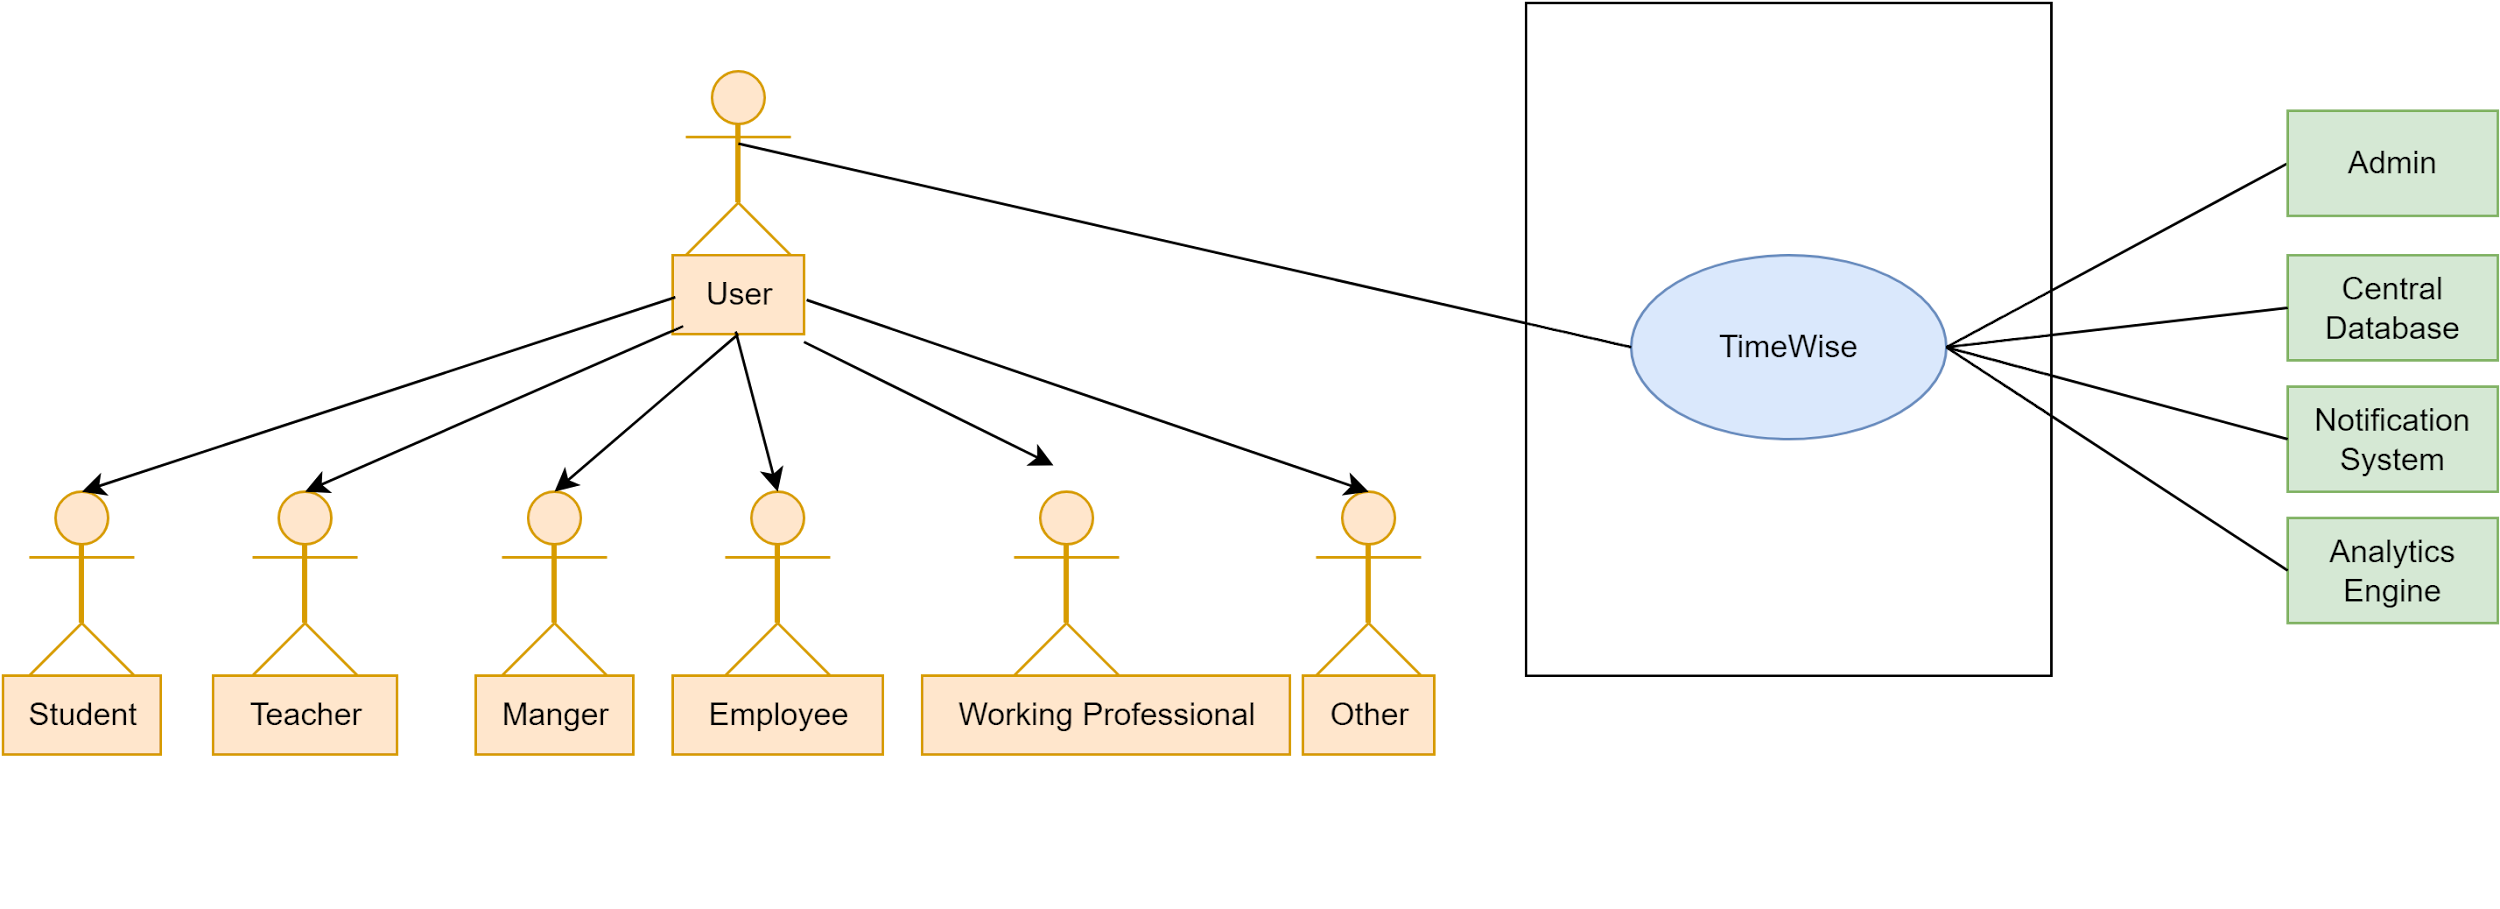 User
TimeWise
Admin
Central
Database
Notification
System
Analytics
Engine
Student
Teacher
Manger
Employee
Working Professional
Other